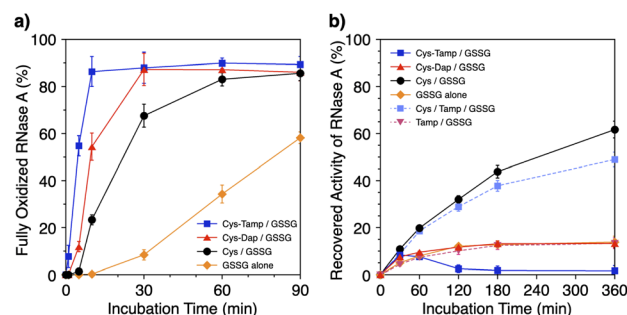 a)
Fully Oxidized RNase A (%)
100
80
60
40
20
0
Cys-Tamp / GSSG
Cys-Dap / GSSG
Cys / GSSG
GSSG alone
0 30 60 90
Incubation Time (min)
b)
Recovered Activity of RNase A (%)
100
80
60
40
20
0
Cys-Tamp / GSSG
Cys-Dap / GSSG
Cys / GSSG
GSSG alone
Cys / Tamp / GSSG
Tamp / GSSG
0 60 120 180 240 300 360
Incubation Time (min)